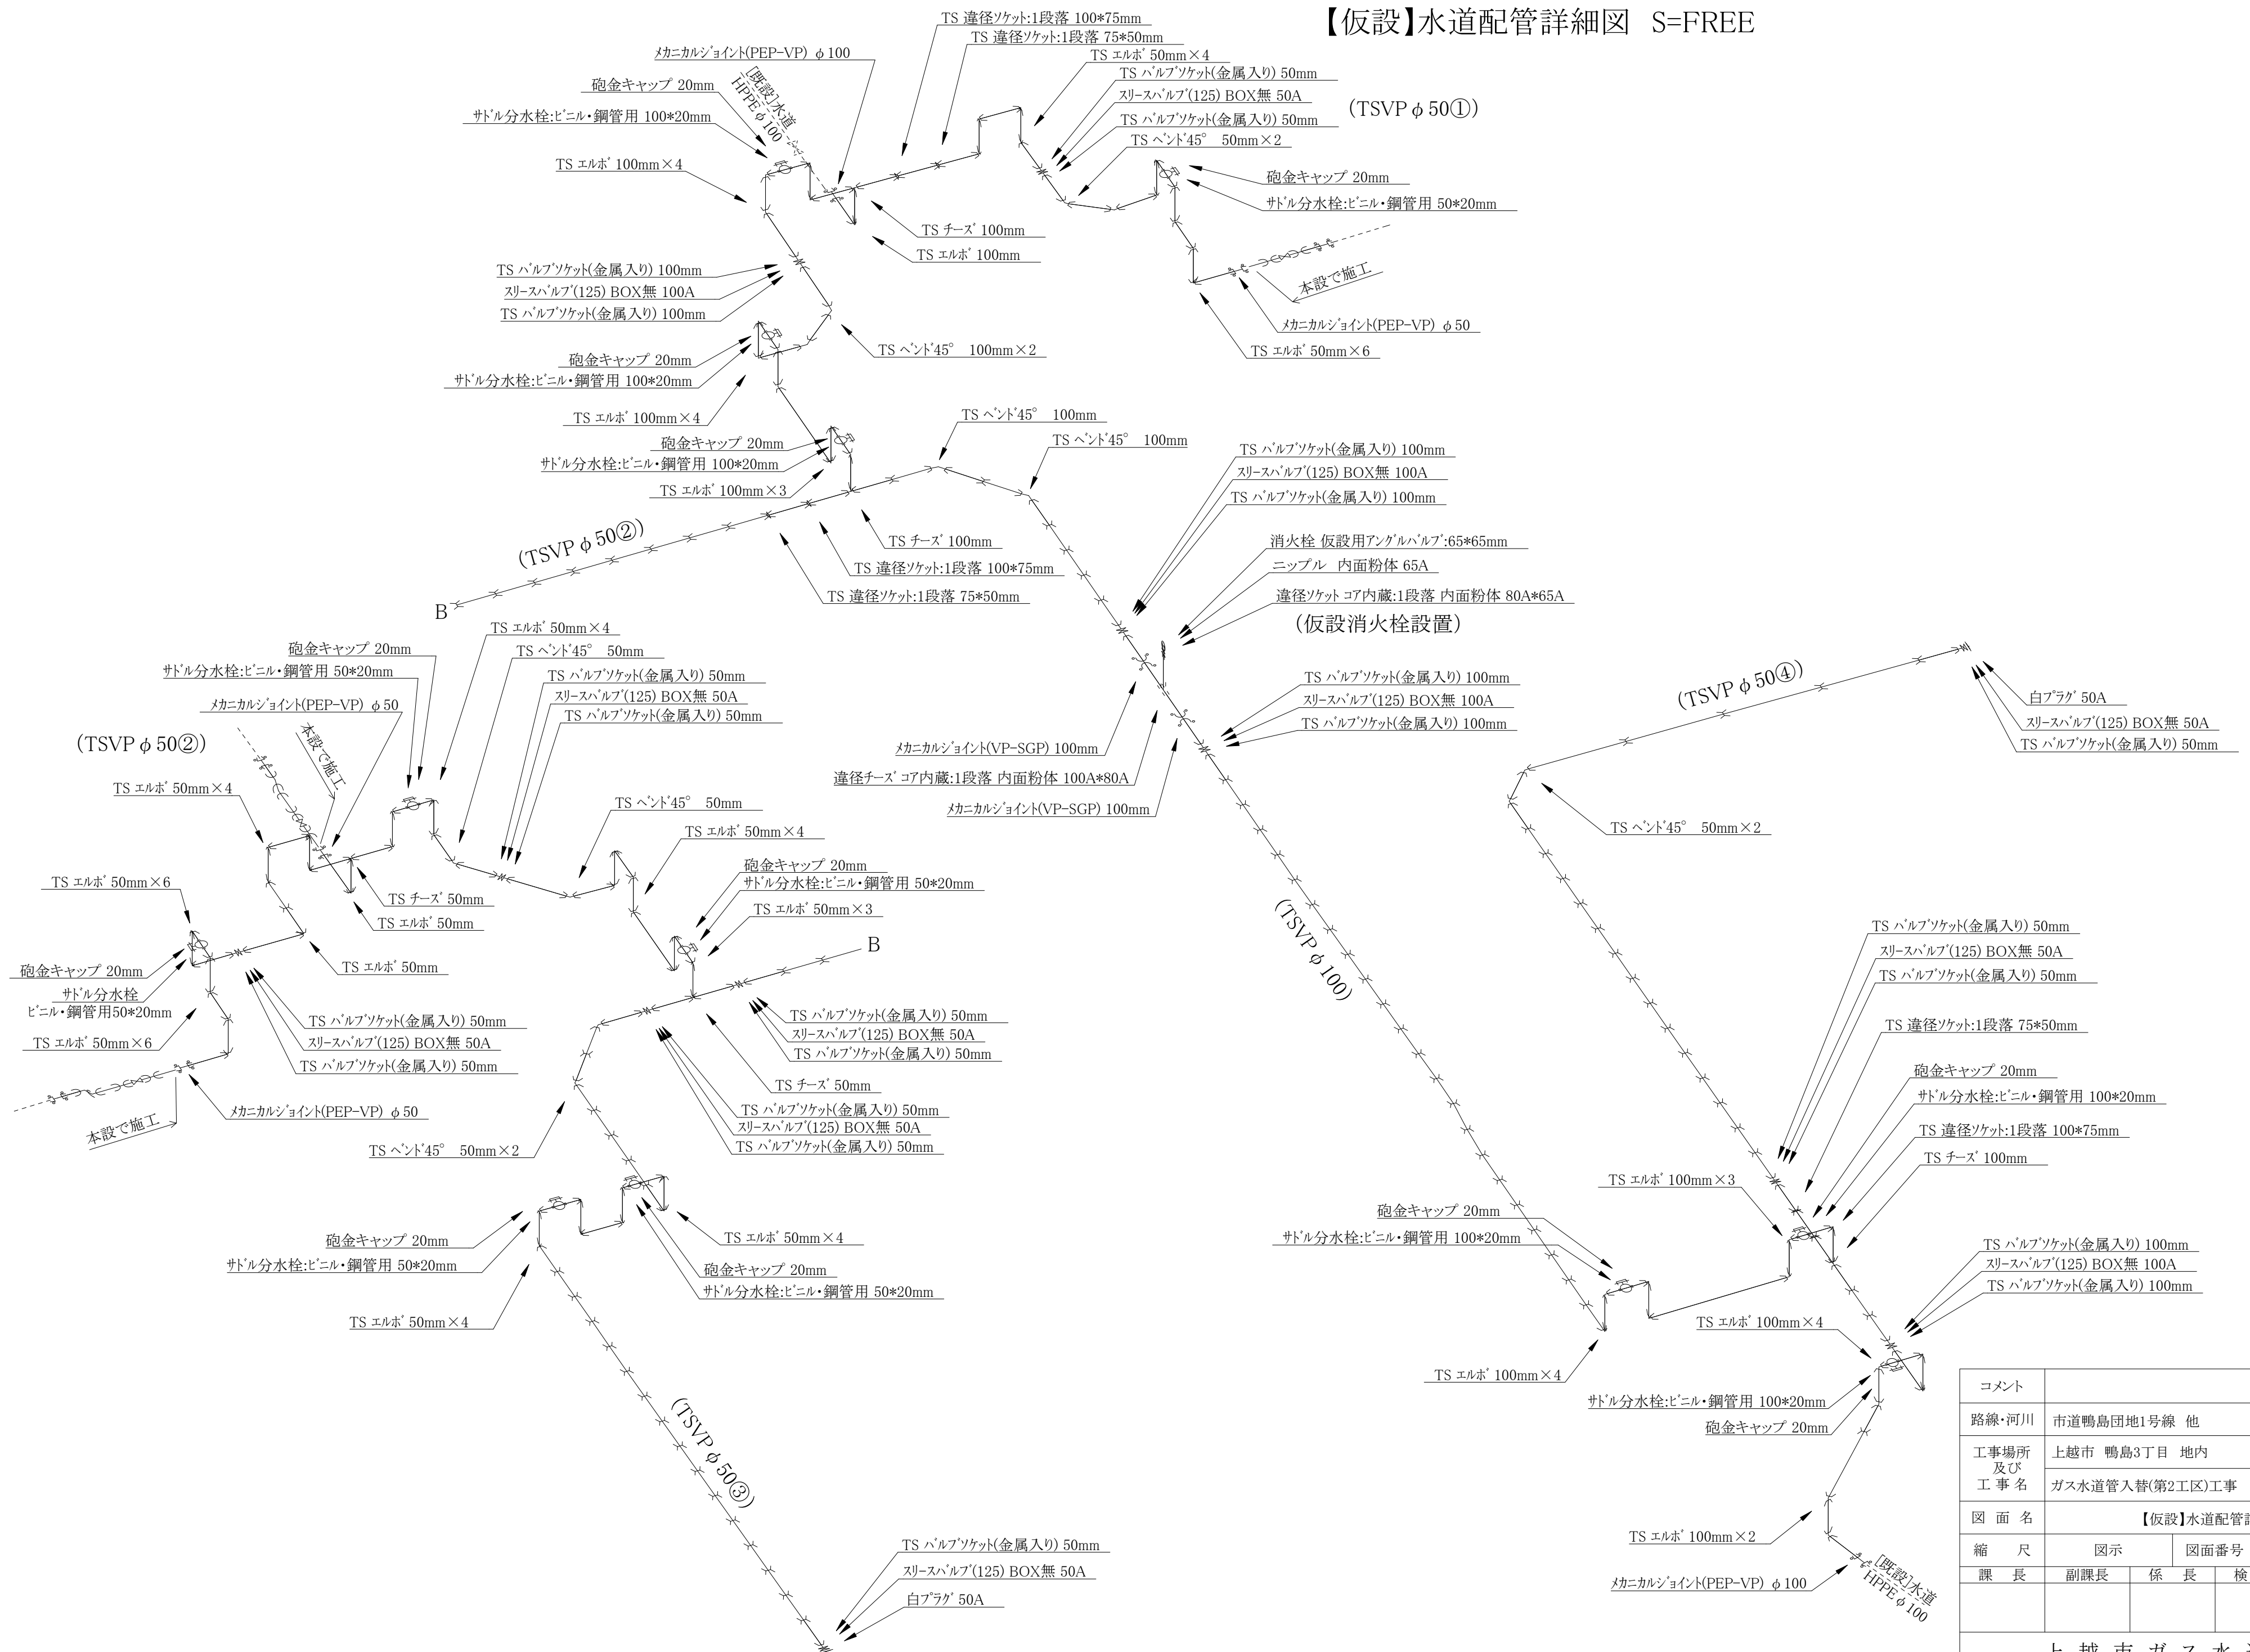 【仮設】水道配管詳細図 S=FREE
TS 違径ソケット:1段落 100*75mm
TS 違径ソケット:1段落 75*50mm
メカニカルジョイント(PEP-VP) φ100
TS エルボ 50mm×4
TS バルブソケット(金属入り) 50mm
スリースバルブ(125) BOX無 50A
TS バルブソケット(金属入り) 50mm
TS ベンド45° 50mm×2
(TSVPφ50①)
砲金キャップ 20mm
サドル分水栓:ビニル・鋼管用 100*20mm
[既設]水道
HPPEφ100
TS エルボ 100mm×4
砲金キャップ 20mm
サドル分水栓:ビニル・鋼管用 50*20mm
TS チーズ 100mm
TS エルボ 100mm
本設で施工
メカニカルジョイント(PEP-VP) φ50
TS エルボ 50mm×6
TS バルブソケット(金属入り) 100mm
スリースバルブ(125) BOX無 100A
TS バルブソケット(金属入り) 100mm
TS ベンド45° 100mm×2
砲金キャップ 20mm
サドル分水栓:ビニル・鋼管用 100*20mm
TS エルボ 100mm×4
砲金キャップ 20mm
サドル分水栓:ビニル・鋼管用 100*20mm
TS エルボ 100mm×3
TS ベンド45° 100mm
TS ベンド45° 100mm
TS バルブソケット(金属入り) 100mm
スリースバルブ(125) BOX無 100A
TS バルブソケット(金属入り) 100mm
消火栓 仮設用アングルバルブ:65*65mm
ニップル 内面粉体 65A
違径ソケット コア内蔵:1段落 内面粉体 80A*65A
(仮設消火栓設置)
(TSVPφ50②)
TS チーズ 100mm
TS 違径ソケット:1段落 100*75mm
TS 違径ソケット:1段落 75*50mm
B
TS バルブソケット(金属入り) 100mm
スリースバルブ(125) BOX無 100A
TS バルブソケット(金属入り) 100mm
メカニカルジョイント(VP-SGP) 100mm
違径チーズ コア内蔵:1段落 内面粉体 100A*80A
メカニカルジョイント(VP-SGP) 100mm
(TSVPφ50④)
白プラグ 50A
スリースバルブ(125) BOX無 50A
TS バルブソケット(金属入り) 50mm
TS ベンド45° 50mm×2
TS エルボ 50mm×4
砲金キャップ 20mm
サドル分水栓:ビニル・鋼管用 50*20mm
TS ベンド45° 50mm
TS バルブソケット(金属入り) 50mm
スリースバルブ(125) BOX無 50A
TS バルブソケット(金属入り) 50mm
メカニカルジョイント(PEP-VP) φ50
本設で施工
(TSVPφ50②)
TS エルボ 50mm×4
TS ベンド45° 50mm
TS エルボ 50mm×4
砲金キャップ 20mm
サドル分水栓:ビニル・鋼管用 50*20mm
TS エルボ 50mm×3
B
TS エルボ 50mm×6
TS チーズ 50mm
TS エルボ 50mm
TS エルボ 50mm
砲金キャップ 20mm
サドル分水栓
ビニル・鋼管用50*20mm
TS エルボ 50mm×6
TS バルブソケット(金属入り) 50mm
スリースバルブ(125) BOX無 50A
TS バルブソケット(金属入り) 50mm
メカニカルジョイント(PEP-VP) φ50
本設で施工
TS バルブソケット(金属入り) 50mm
スリースバルブ(125) BOX無 50A
TS バルブソケット(金属入り) 50mm
TS チーズ 50mm
TS バルブソケット(金属入り) 50mm
スリースバルブ(125) BOX無 50A
TS バルブソケット(金属入り) 50mm
TS ベンド45° 50mm×2
(TSVPφ100)
TS バルブソケット(金属入り) 50mm
スリースバルブ(125) BOX無 50A
TS バルブソケット(金属入り) 50mm
TS 違径ソケット:1段落 75*50mm
砲金キャップ 20mm
サドル分水栓:ビニル・鋼管用 100*20mm
TS 違径ソケット:1段落 100*75mm
TS チーズ 100mm
TS エルボ 100mm×3
砲金キャップ 20mm
サドル分水栓:ビニル・鋼管用 100*20mm
TS エルボ 100mm×4
砲金キャップ 20mm
サドル分水栓:ビニル・鋼管用 50*20mm
TS エルボ 50mm×4
TS エルボ 50mm×4
砲金キャップ 20mm
サドル分水栓:ビニル・鋼管用 50*20mm
TS バルブソケット(金属入り) 100mm
スリースバルブ(125) BOX無 100A
TS バルブソケット(金属入り) 100mm
TS エルボ 100mm×4
サドル分水栓:ビニル・鋼管用 100*20mm
砲金キャップ 20mm
TS エルボ 100mm×2
メカニカルジョイント(PEP-VP) φ100
[既設]水道
HPPEφ100
(TSVPφ50③)
TS バルブソケット(金属入り) 50mm
スリースバルブ(125) BOX無 50A
白プラグ 50A
コメント
路線・河川 市道鴨島団地1号線 他
工事場所
及び
工事名
上越市 鴨島3丁目 地内
ガス水道管入替(第2工区)工事
図面名 【仮設】水道配管
縮尺 図示 図面番号
課長 副課長 係長 検
上越市ガス水